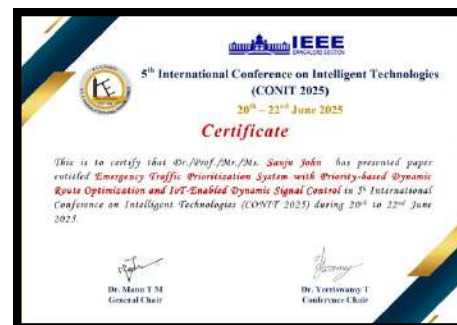 IEEE
BANGALORE SECTION
5th International Conference on Intelligent Technologies
(CONIT 2025)
20th – 22nd June 2025
Certificate
This is to certify that Dr./Prof./Mr./Ms. Sanju John has presented paper
entitled Emergency Traffic Prioritization System with Priority-based Dynamic
Route Optimization and IoT-Enabled Dynamic Signal Control in 5th International
Conference on Intelligent Technologies (CONIT 2025) during 20th to 22nd June
2025.
Dr. Manu T M
General Chair
Dr. Yerriswamy T
Conference Chair